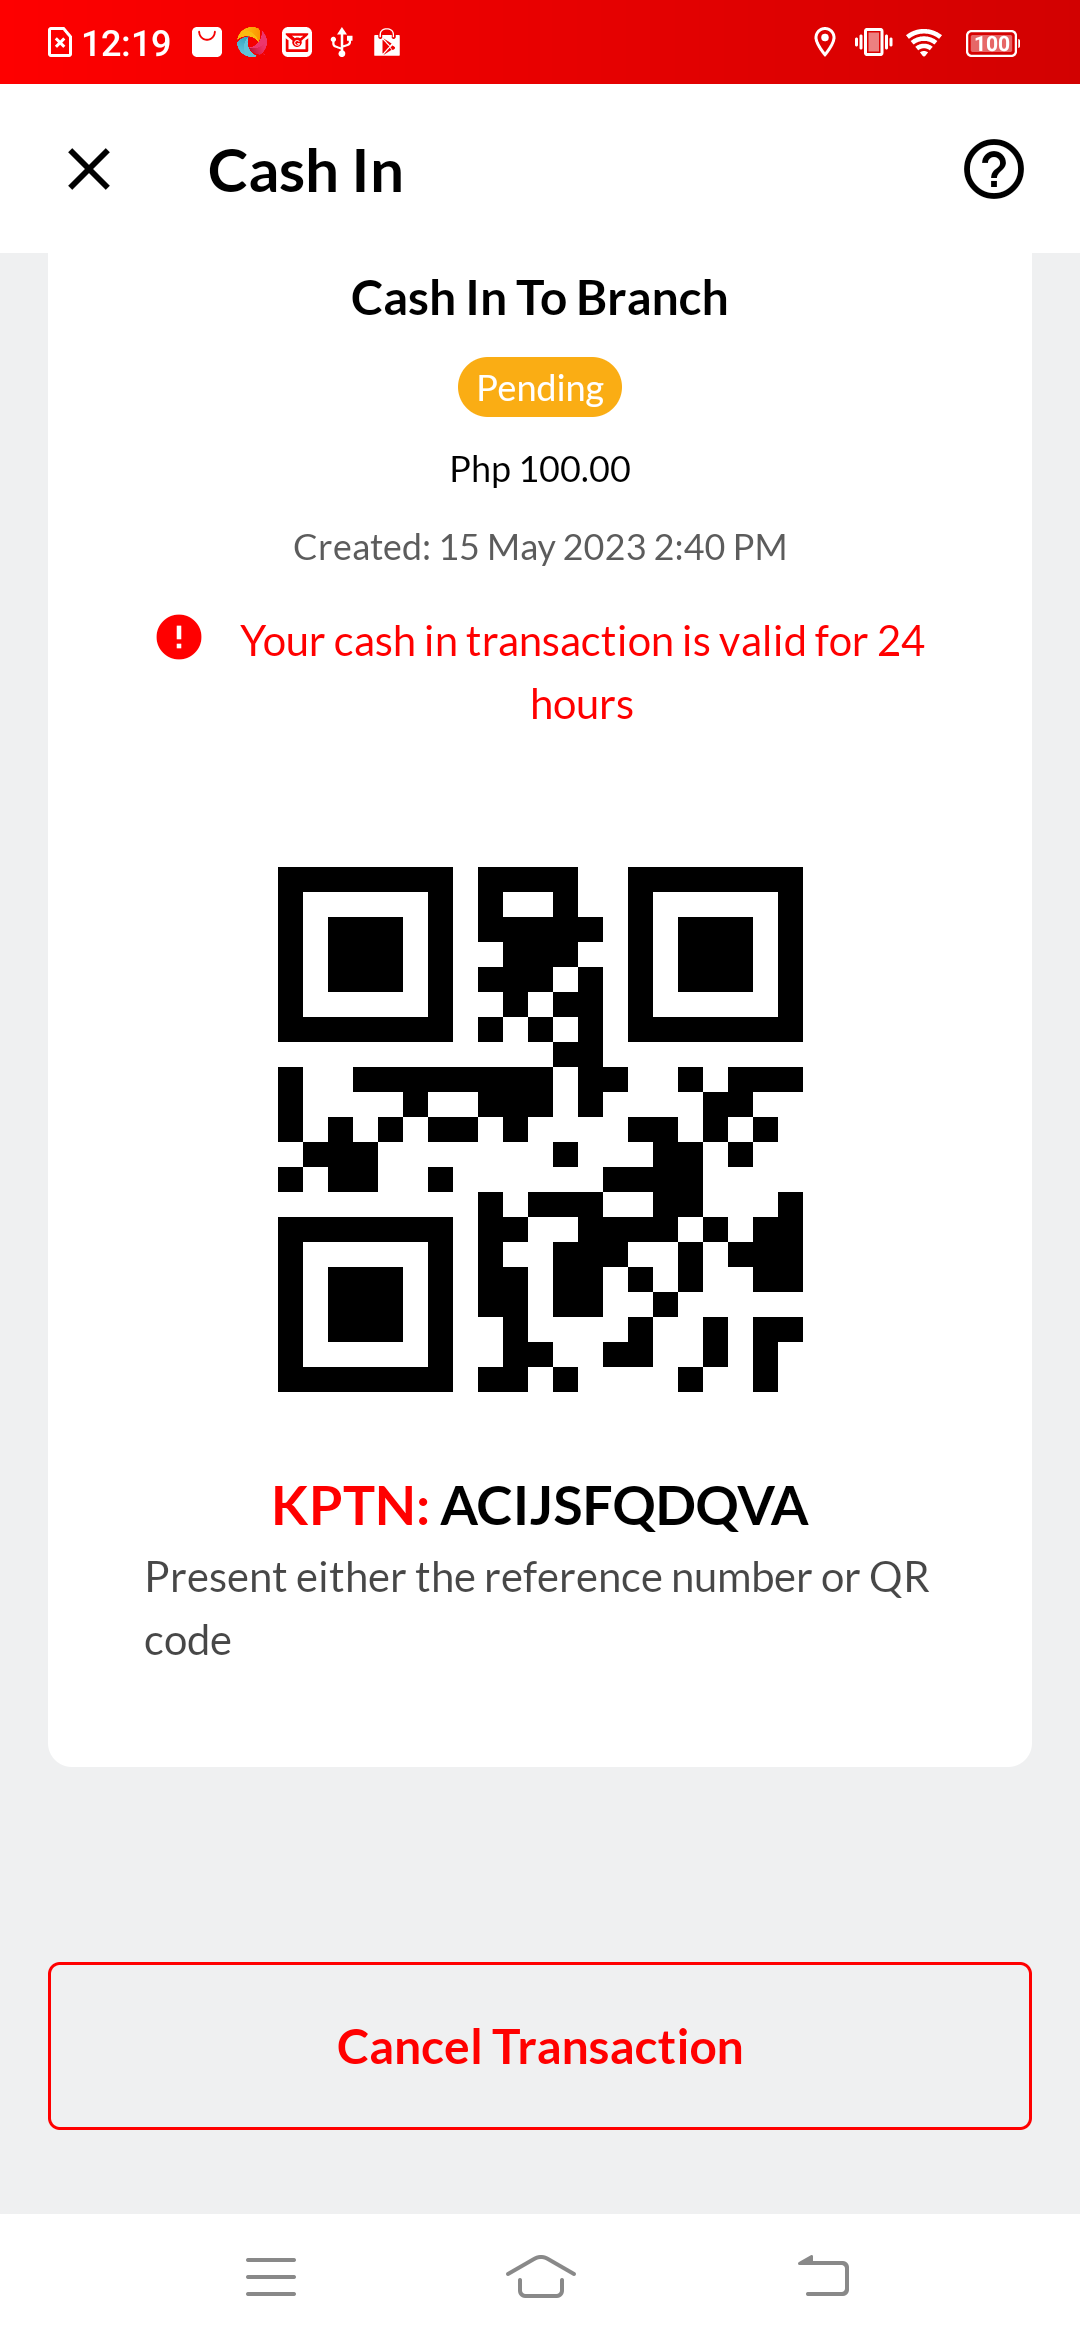 12:19
100
Cash In
Cash In To Branch
Pending
Php 100.00
Created: 15 May 2023 2:40 PM
Your cash in transaction is valid for 24
hours
KPTN: ACIJSFQDQVA
Present either the reference number or QR
code
Cancel Transaction